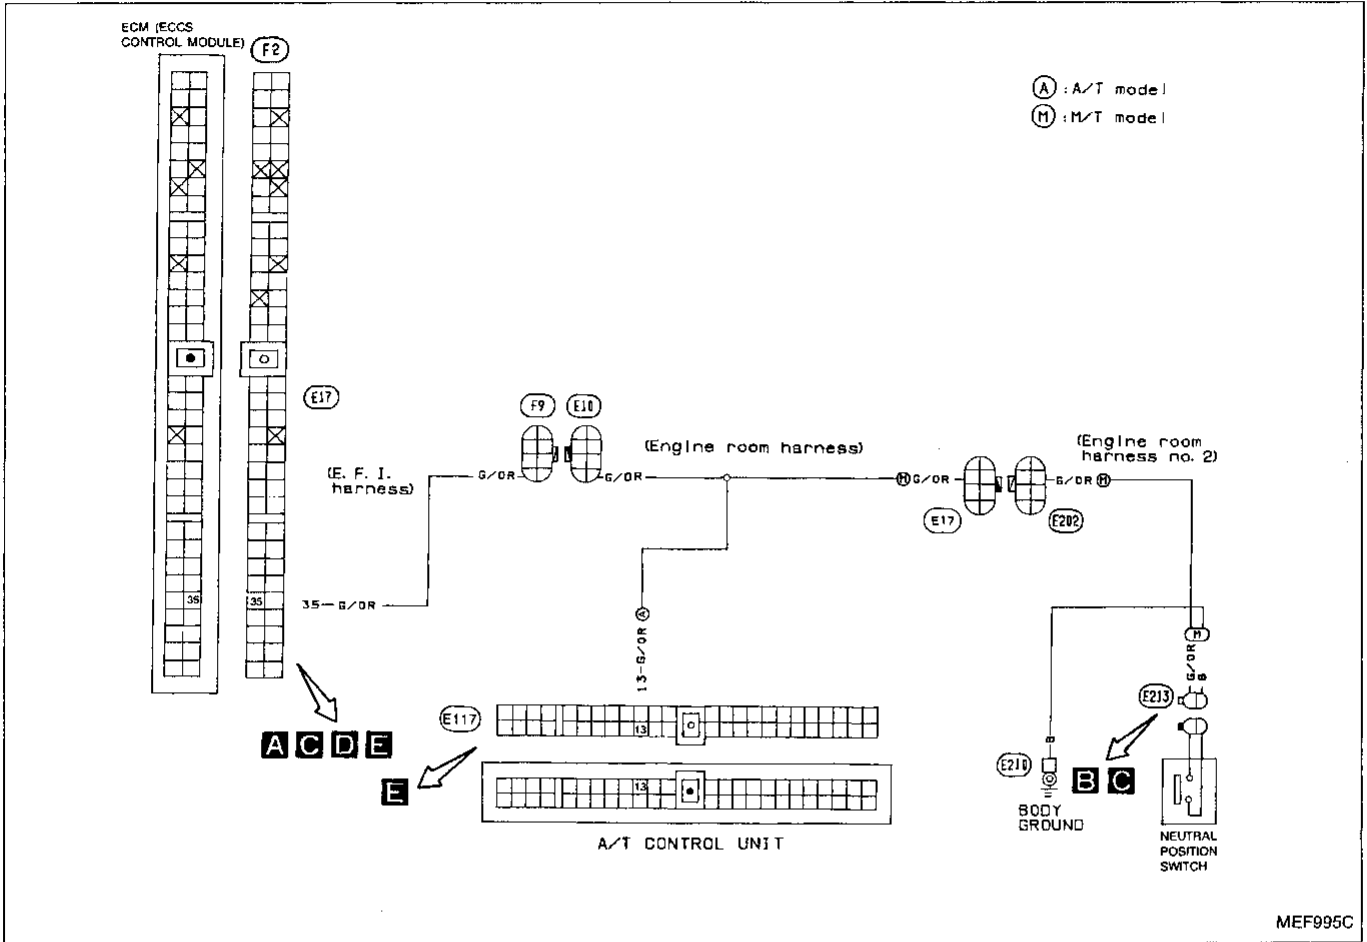 ECM (ECCS
CONTROL MODULE)
F2
A : A/T model
M : M/T model
E17
F9
E10
(Engine room harness)
(Engine room
harness no. 2)
(E. F. I.
harness)
G/OR
G/OR
M G/OR
G/OR M
E17
E202
35
35
35-G/OR
13-G/OR A
M
G/OR
B
E213
E117
13
A C D E
E
13
B
E210
B C
BODY
GROUND
A/T CONTROL UNIT
NEUTRAL
POSITION
SWITCH
MEF995C